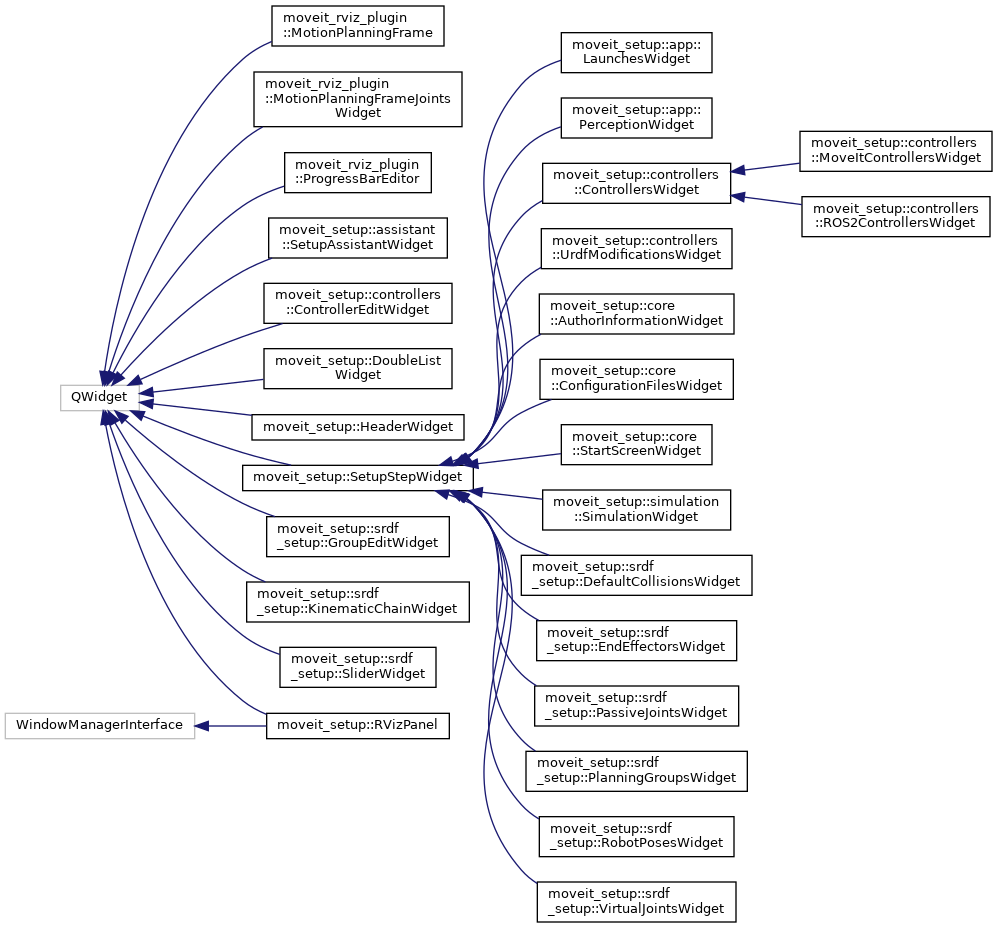 moveit_rviz_plugin
::MotionPlanningFrame
moveit_rviz_plugin
::MotionPlanningFrameJoints
Widget
moveit_rviz_plugin
::ProgressBarEditor
moveit_setup::assistant
::SetupAssistantWidget
moveit_setup::controllers
::ControllerEditWidget
moveit_setup::DoubleList
Widget
QWidget
moveit_setup::HeaderWidget
moveit_setup::SetupStepWidget
moveit_setup::srdf
_setup::GroupEditWidget
moveit_setup::srdf
_setup::KinematicChainWidget
moveit_setup::srdf
_setup::SliderWidget
WindowManagerInterface
moveit_setup::RVizPanel
moveit_setup::app::
LaunchesWidget
moveit_setup::app::
PerceptionWidget
moveit_setup::controllers
::ControllersWidget
moveit_setup::controllers
::MoveItControllersWidget
moveit_setup::controllers
::ROS2ControllersWidget
moveit_setup::controllers
::UrdfModificationsWidget
moveit_setup::core
::AuthorInformationWidget
moveit_setup::core
::ConfigurationFilesWidget
moveit_setup::core
::StartScreenWidget
moveit_setup::simulation
::SimulationWidget
moveit_setup::srdf
_setup::DefaultCollisionsWidget
moveit_setup::srdf
_setup::EndEffectorsWidget
moveit_setup::srdf
_setup::PassiveJointsWidget
moveit_setup::srdf
_setup::PlanningGroupsWidget
moveit_setup::srdf
_setup::RobotPosesWidget
moveit_setup::srdf
_setup::VirtualJointsWidget